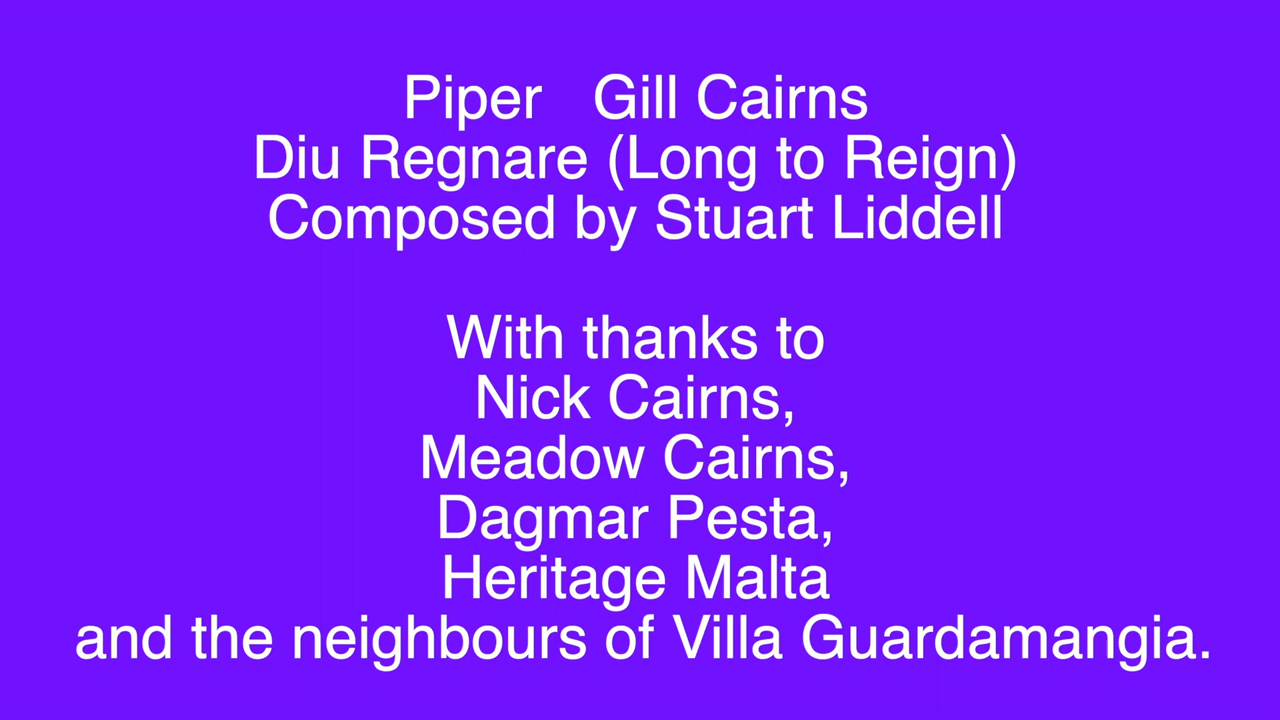 Piper   Gill Cairns
Diu Regnare (Long to Reign)
Composed by Stuart Liddell
With thanks to
Nick Cairns,
Meadow Cairns,
Dagmar Pesta,
Heritage Malta
and the neighbours of Villa Guardamangia.